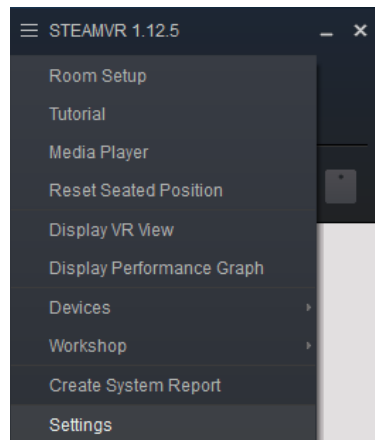 STEAMVR 1.12.5
Room Setup
Tutorial
Media Player
Reset Seated Position
Display VR View
Display Performance Graph
Devices
Workshop
Create System Report
Settings